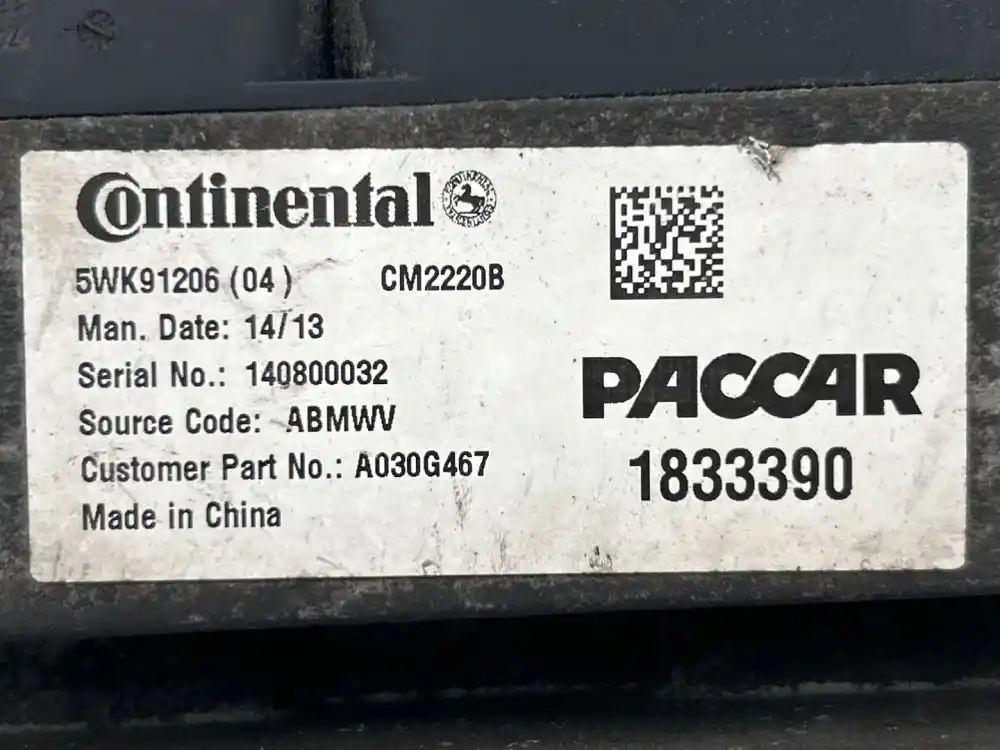 Continental
5WK91206 (04 ) CM2220B
Man. Date: 14/13
Serial No.: 140800032
Source Code: ABMWV
Customer Part No.: A030G467
Made in China
PACCAR
1833390